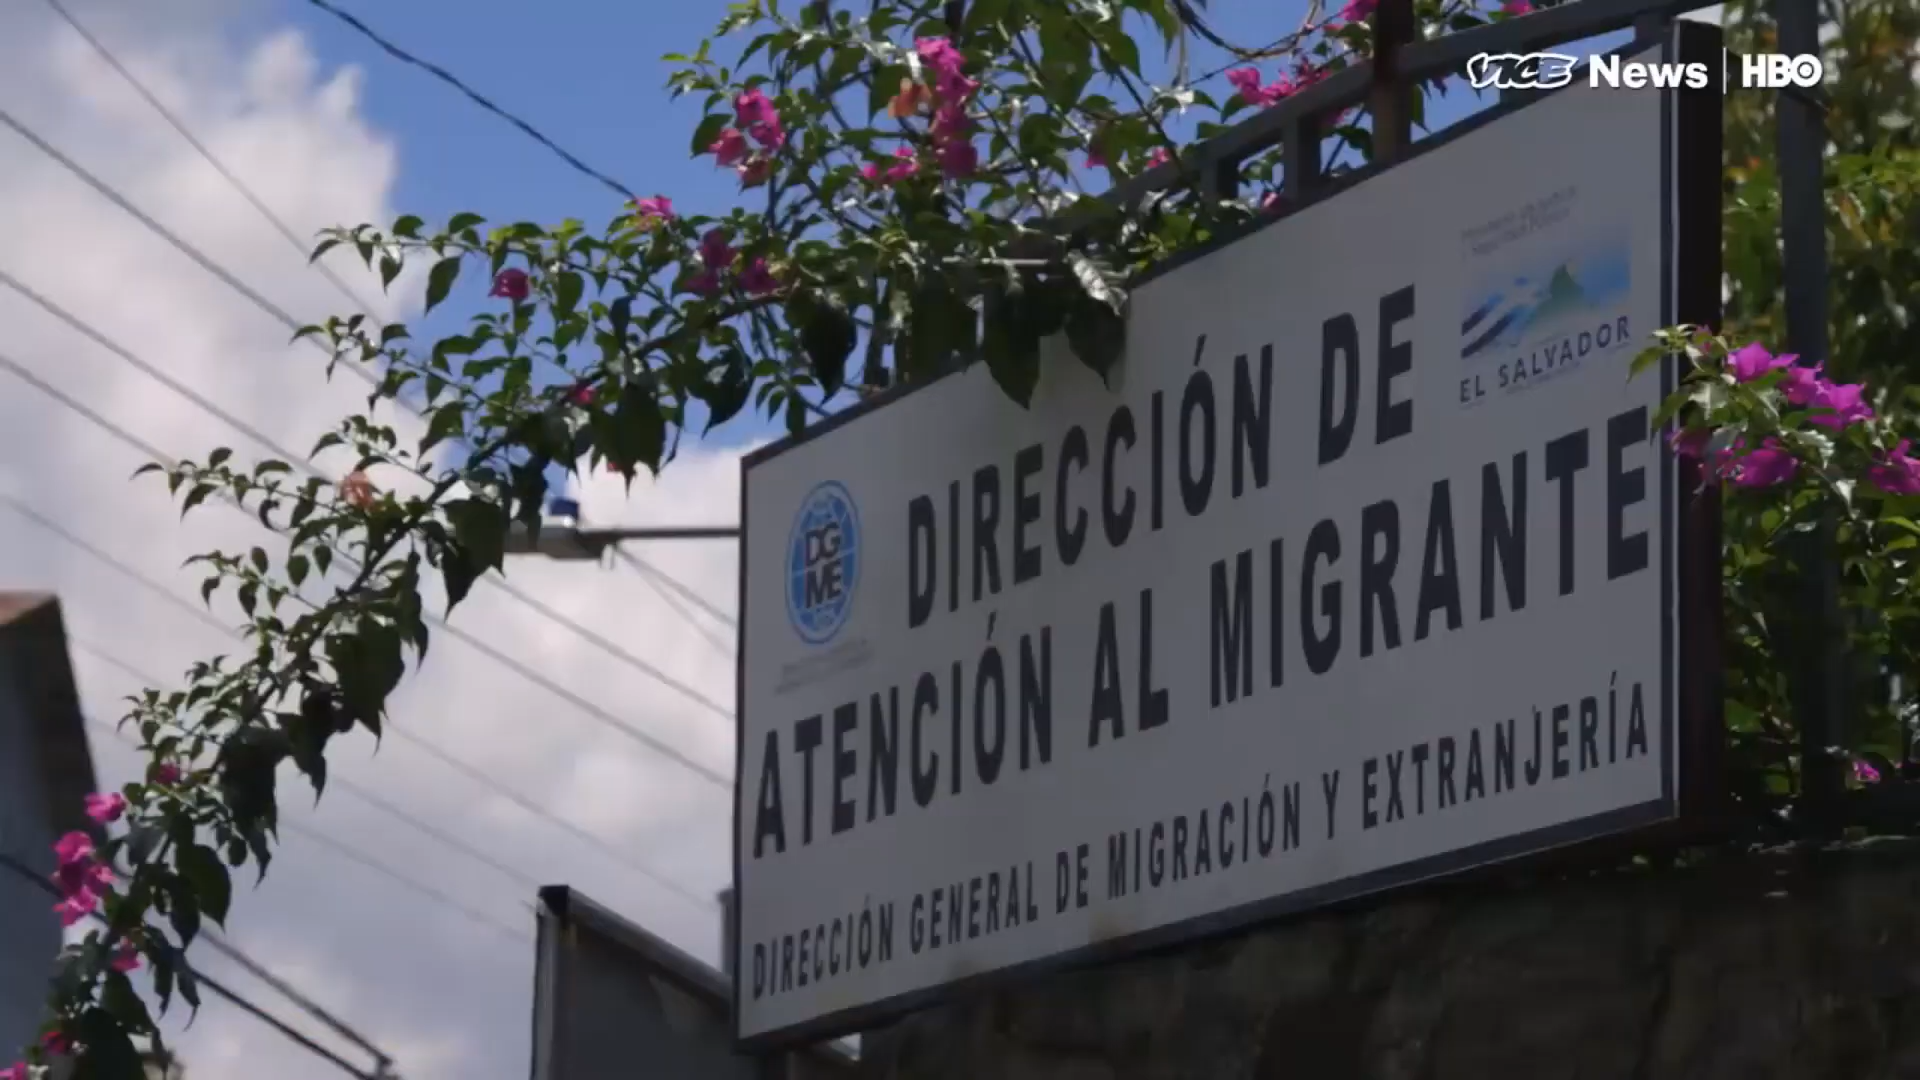 VICE News | HBO
EL SALVADOR
DG
ME
DIRECCIÓN DE
ATENCIÓN AL MIGRANTE
DIRECCIÓN GENERAL DE MIGRACIÓN Y EXTRANJERÍA